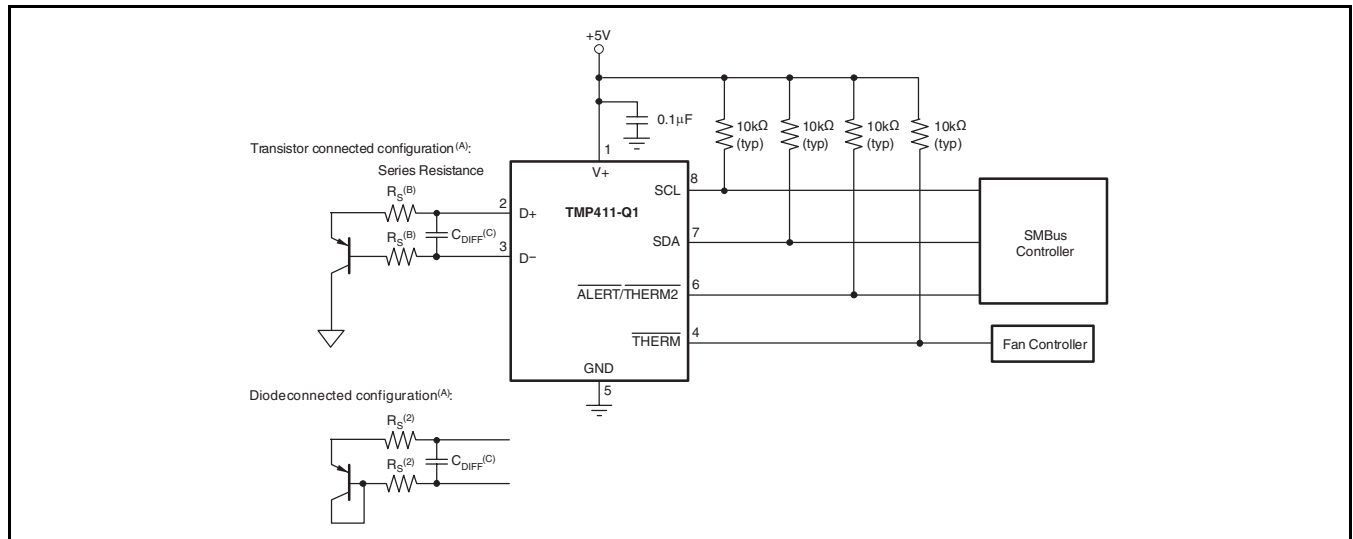 +5V
0.1μF
10kΩ
(typ)
10kΩ
(typ)
10kΩ
(typ)
10kΩ
(typ)
Transistor connected configuration(A):
Series Resistance
RS(B)
RS(B)
CDIFF(C)
1
V+
2
D+
3
D−
TMP411-Q1
8
SCL
7
SDA
6
ALERT/THERM2
4
THERM
GND
5
SMBus
Controller
Fan Controller
Diodeconnected configuration(A):
RS(2)
RS(2)
CDIFF(C)